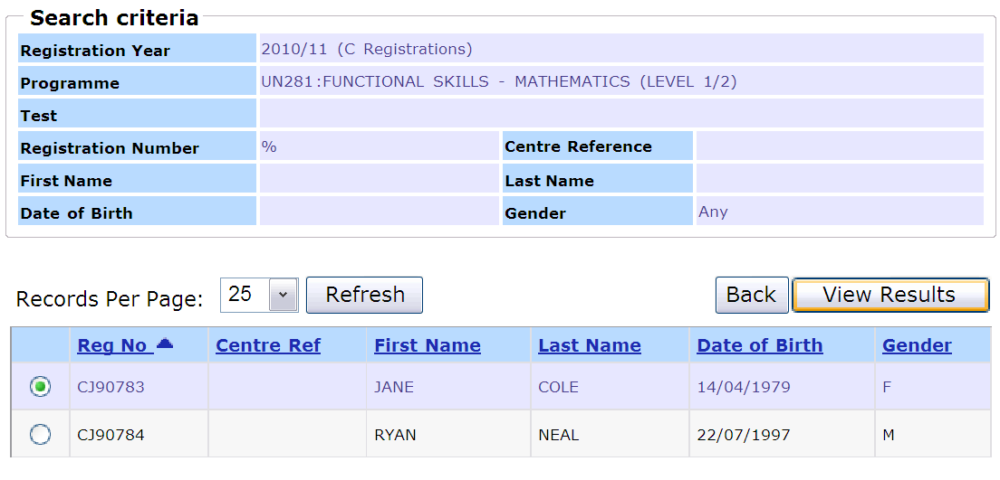 Search criteria
Registration Year 2010/11 (C Registrations)
Programme UN281:FUNCTIONAL SKILLS - MATHEMATICS (LEVEL 1/2)
Test
Registration Number % Centre Reference
First Name Last Name
Date of Birth Gender Any
Records Per Page: 25 Refresh Back View Results
Reg No Centre Ref First Name Last Name Date of Birth Gender
CJ90783 JANE COLE 14/04/1979 F
CJ90784 RYAN NEAL 22/07/1997 M